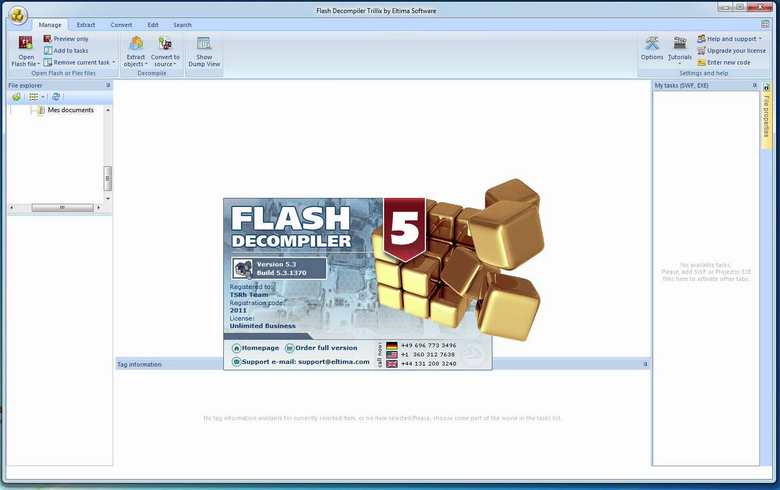 Flash Decompiler Trillix by Eltima Software
Manage Extract Convert Edit Search
Open Flash file
Preview only
Add to tasks
Remove current task
Open Flash or Flex files
Extract objects
Convert to source
Decompile
Show Dump View
Options
Tutorials
Help and support
Upgrade your license
Enter new code
Settings and help
File explorer
Mes documents
My tasks (SWF, EXE)
File properties
No available tasks.
Please, add SWF or Projector EXE
files here to activate other tabs.
FLASH
DECOMPILER
5
Version 5.3
Build 5.3.1370
Registered to:
TSRh Team
Registration code:
2011
License:
Unlimited Business
Homepage Order full version
Support e-mail: support@eltima.com
call now:
+49 696 773 3496
+1 360 312 7638
+44 131 208 3240
Tag information
No tag information available for currently selected item, or no item selected.Please, choose some part of the movie in the tasks list.